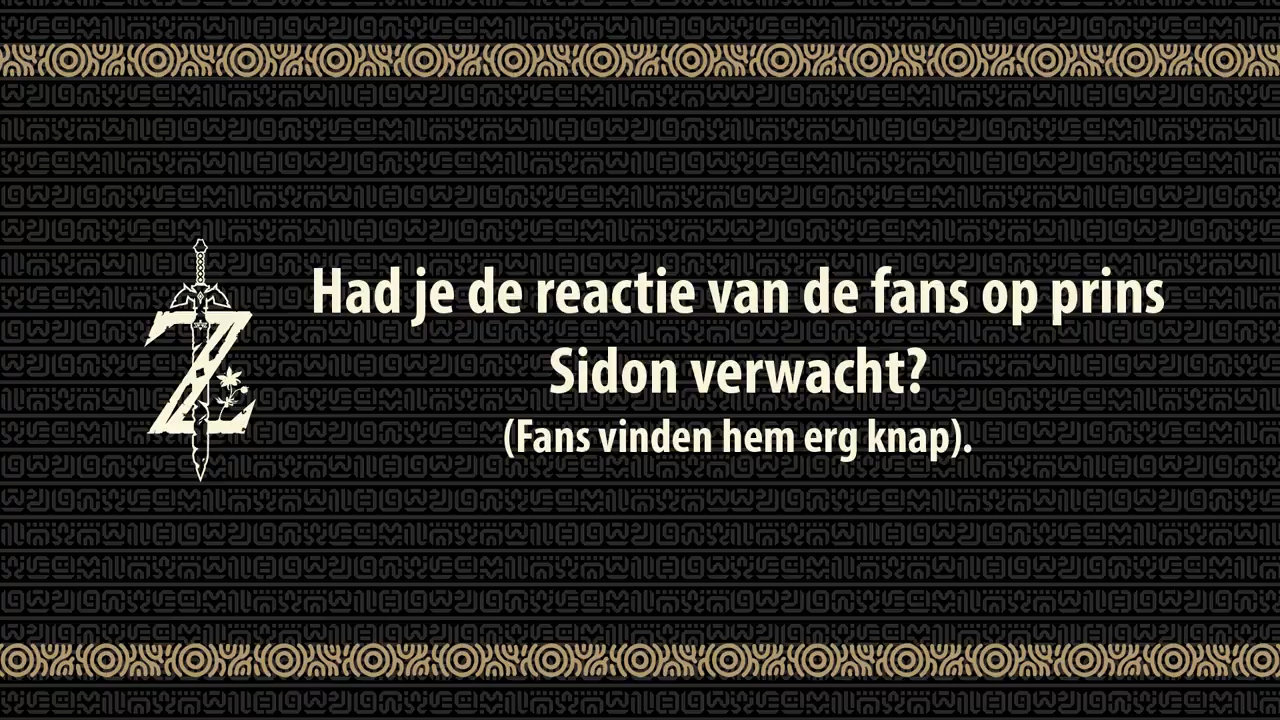 Had je de reactie van de fans op prins
Sidon verwacht?
(Fans vinden hem erg knap).